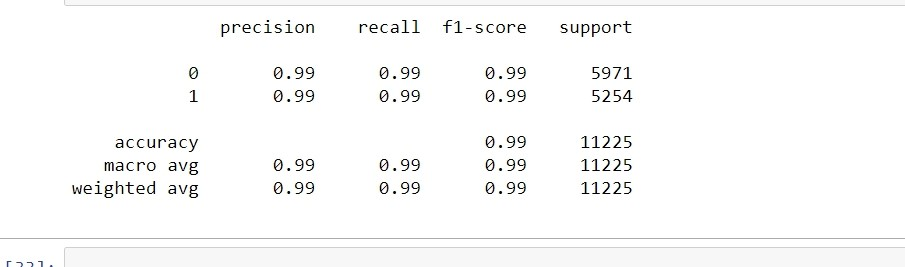 precision recall f1-score support
0 0.99 0.99 0.99 5971
1 0.99 0.99 0.99 5254
accuracy 0.99 11225
macro avg 0.99 0.99 0.99 11225
weighted avg 0.99 0.99 0.99 11225